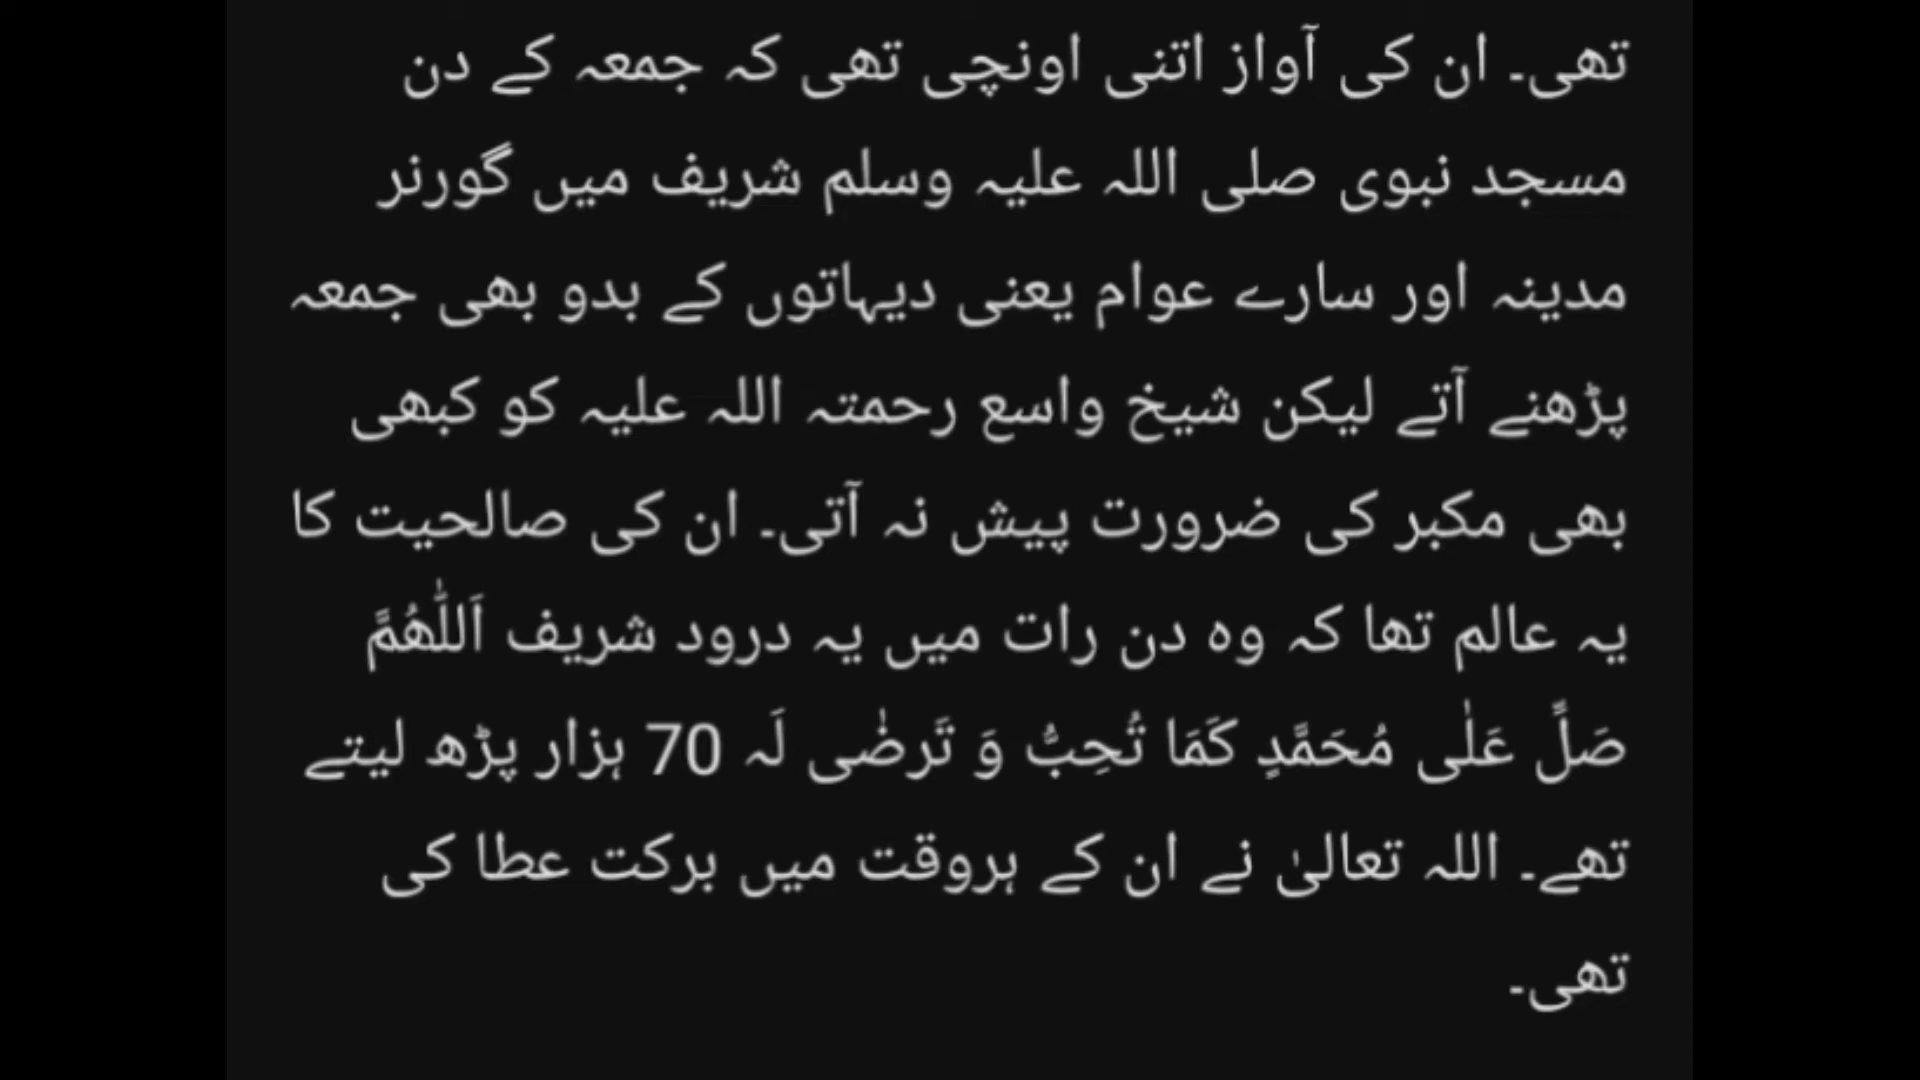 تھی۔ ان کی آواز اتنی اونچی تھی کہ جمعہ کے دن
مسجد نبوی صلی اللہ علیہ وسلم شریف میں گورنر
مدینہ اور سارے عوام یعنی دیہاتوں کے بدو بھی جمعہ
پڑھنے آتے لیکن شیخ واسع رحمتہ اللہ علیہ کو کبھی
بھی مکبر کی ضرورت پیش نہ آتی۔ ان کی صالحیت کا
یہ عالم تھا کہ وہ دن رات میں یہ درود شریف اَللّٰھُمَّ
صَلِّ عَلٰی مُحَمَّدٍ کَمَا تُحِبُّ وَ تَرضٰی لَہ 70 ہزار پڑھ لیتے
تھے۔ اللہ تعالیٰ نے ان کے ہروقت میں برکت عطا کی
تھی۔